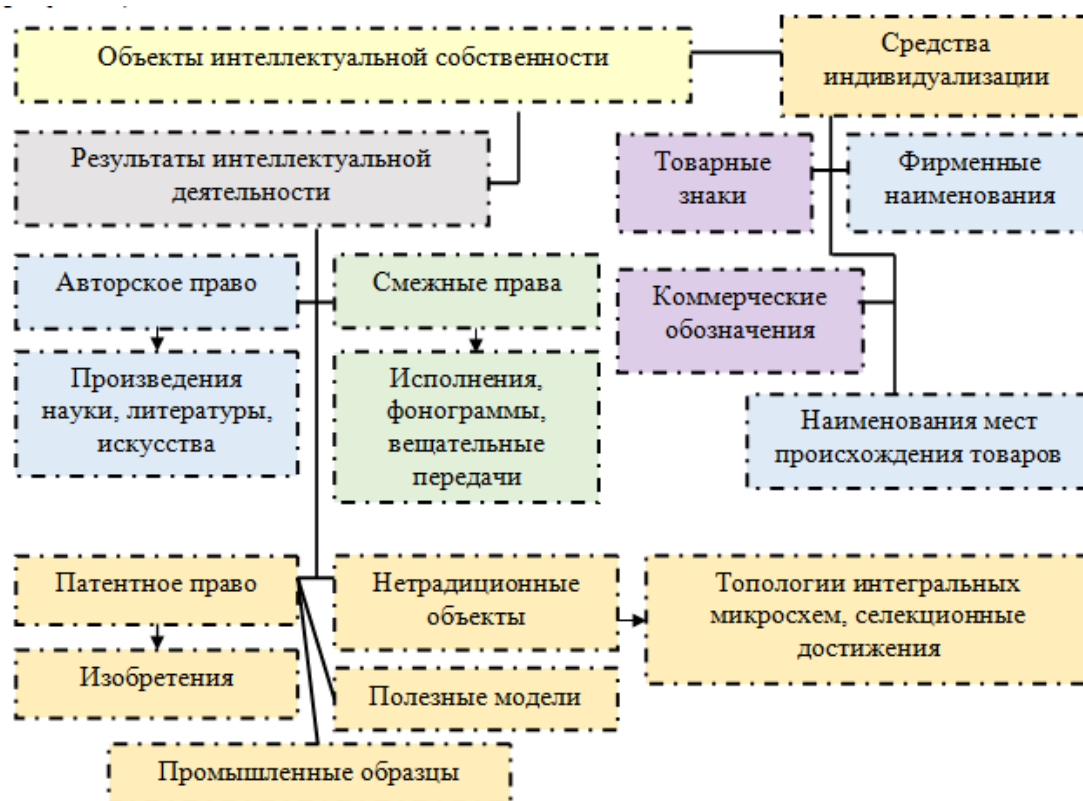 Объекты интеллектуальной собственности
Средства
индивидуализации
Результаты интеллектуальной
деятельности
Товарные
знаки
Фирменные
наименования
Авторское право
Смежные права
Коммерческие
обозначения
Произведения
науки, литературы,
искусства
Исполнения,
фонограммы,
вещательные
передачи
Наименования мест
происхождения товаров
Патентное право
Нетрадиционные
объекты
Топологии интегральных
микросхем, селекционные
достижения
Изобретения
Полезные модели
Промышленные образцы